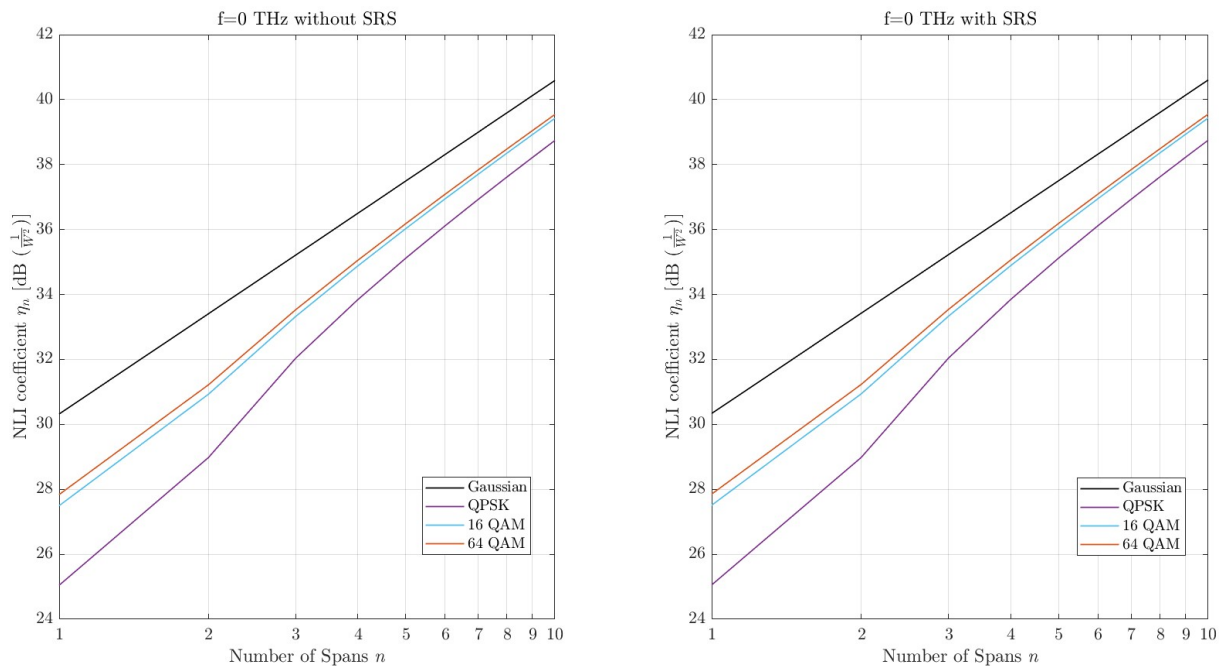 f=0 THz without SRS
NLI coefficient ηₙ [dB (1/W²)]
42
40
38
36
34
32
30
28
26
24
Gaussian
QPSK
16 QAM
64 QAM
1 2 3 4 5 6 7 8 9 10
Number of Spans n
f=0 THz with SRS
NLI coefficient ηₙ [dB (1/W²)]
42
40
38
36
34
32
30
28
26
24
Gaussian
QPSK
16 QAM
64 QAM
1 2 3 4 5 6 7 8 9 10
Number of Spans n